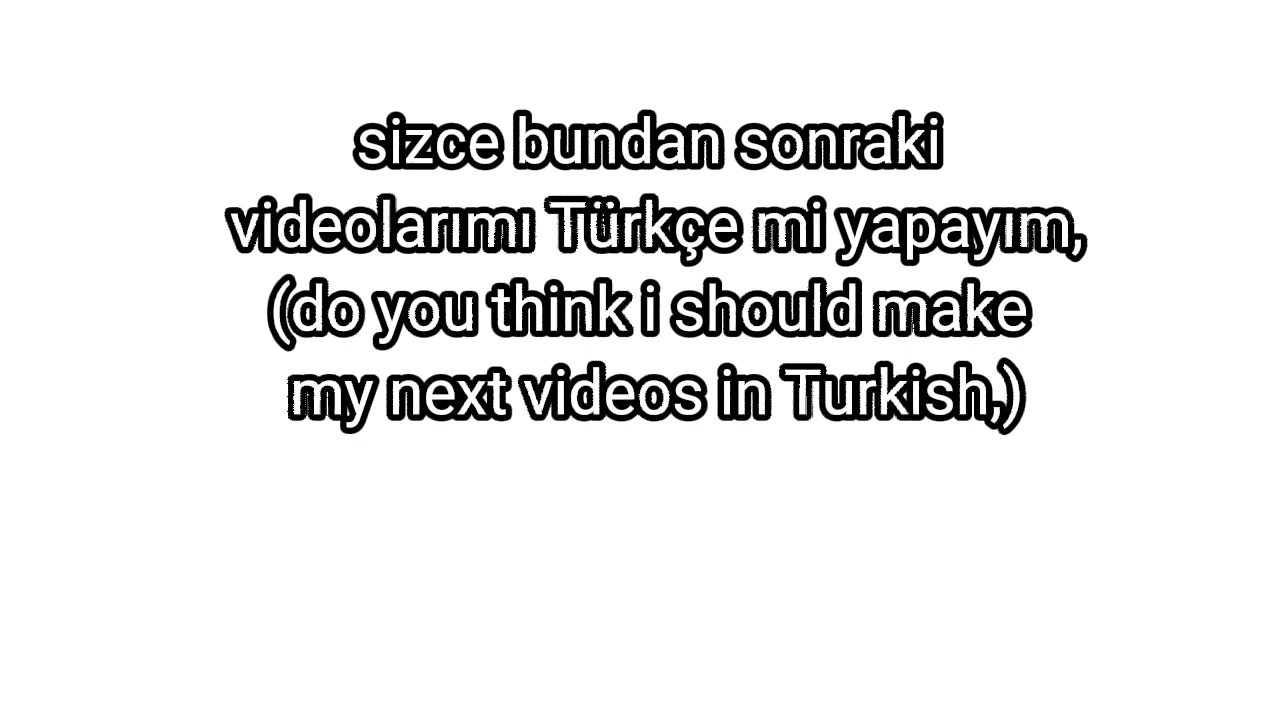 sizce bundan sonraki
videolarımı Türkçe mi yapayım,
(do you think i should make
my next videos in Turkish,)